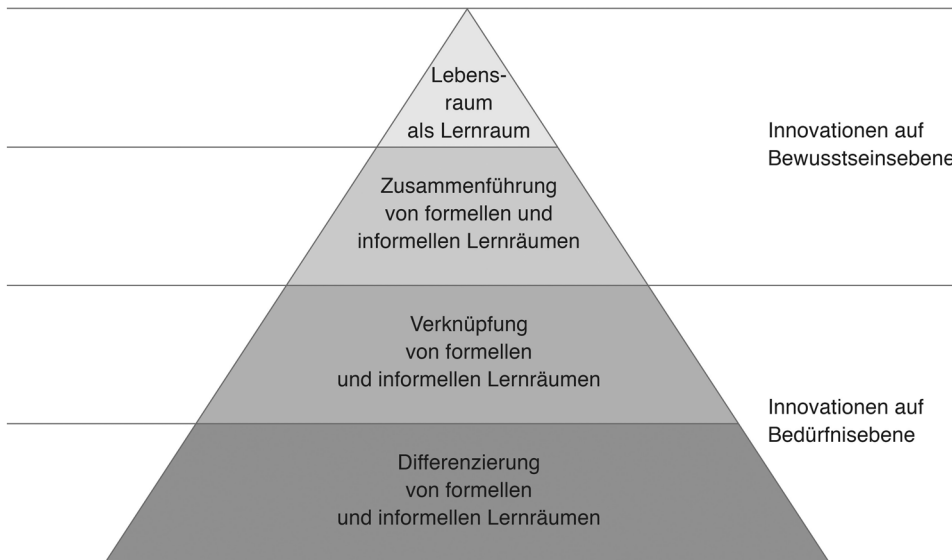 Lebens-
raum
als Lernraum
Innovationen auf
Bewusstseinsebene
Zusammenführung
von formellen und
informellen Lernräumen
Verknüpfung
von formellen
und informellen Lernräumen
Innovationen auf
Bedürfnisebene
Differenzierung
von formellen
und informellen Lernräumen